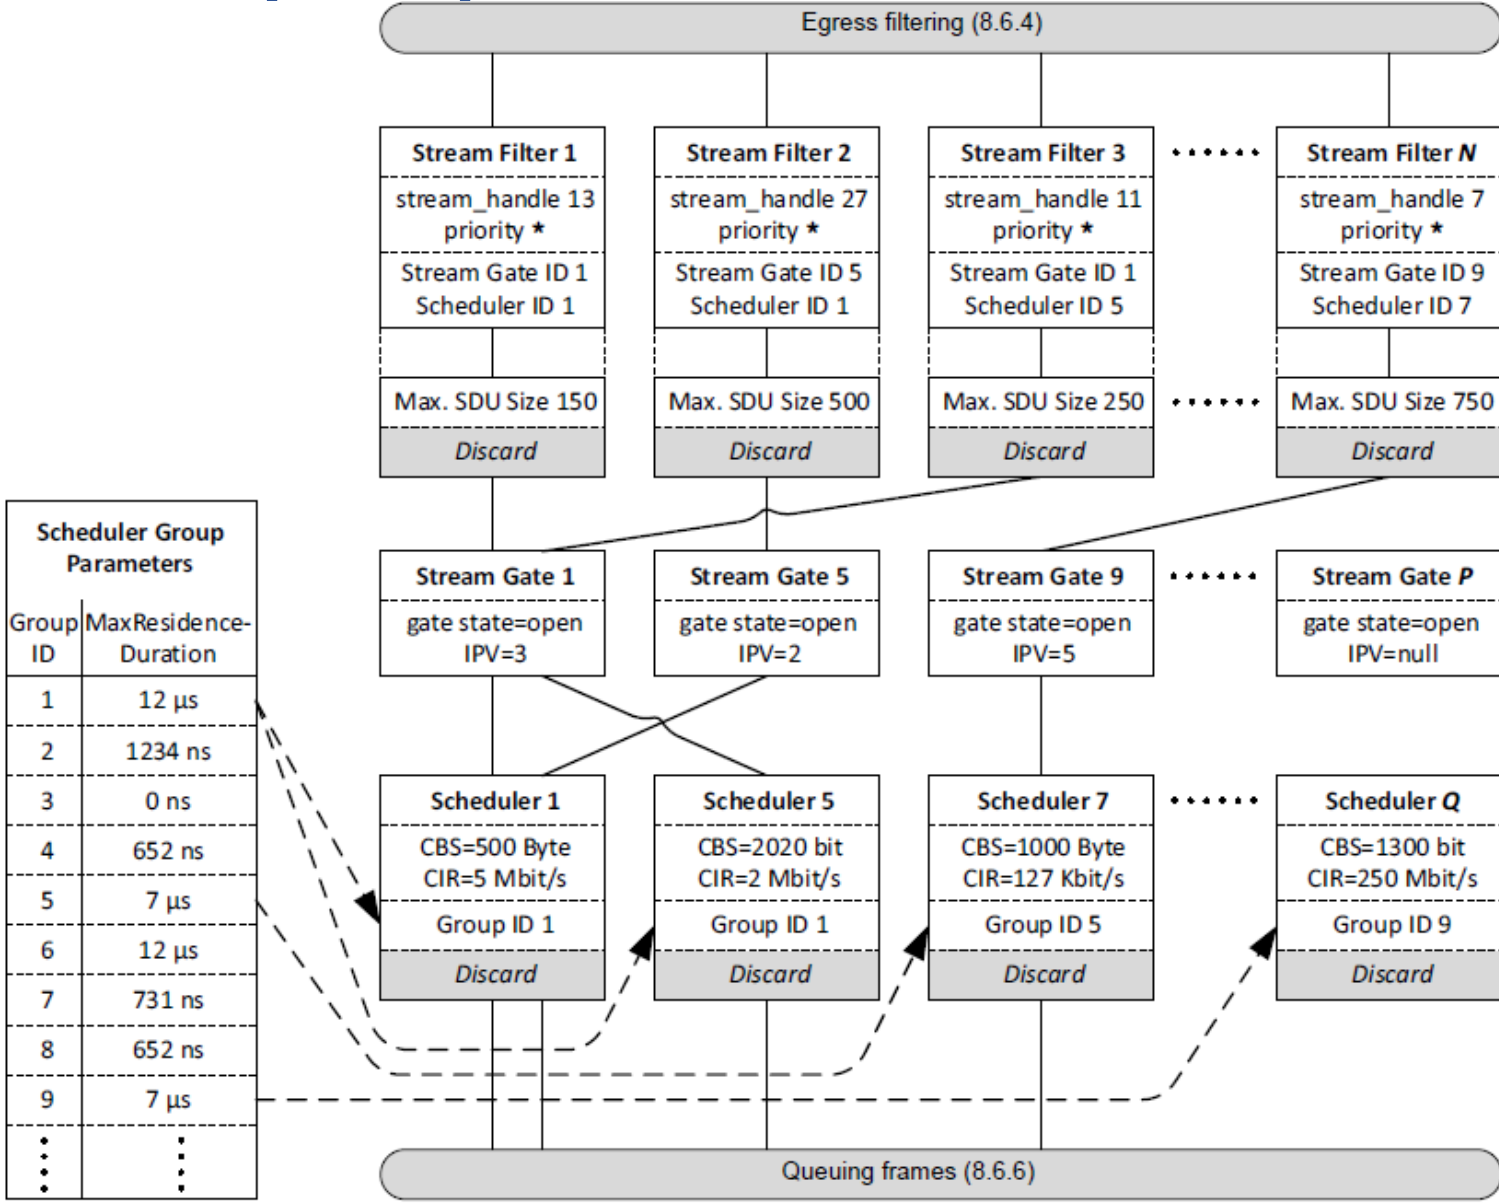 Egress filtering (8.6.4)
Stream Filter 1
stream_handle 13
priority *
Stream Gate ID 1
Scheduler ID 1
Max. SDU Size 150
Discard
Stream Filter 2
stream_handle 27
priority *
Stream Gate ID 5
Scheduler ID 1
Max. SDU Size 500
Discard
Stream Filter 3
stream_handle 11
priority *
Stream Gate ID 1
Scheduler ID 5
Max. SDU Size 250
Discard
Stream Filter N
stream_handle 7
priority *
Stream Gate ID 9
Scheduler ID 7
Max. SDU Size 750
Discard
Stream Gate 1
gate state=open
IPV=3
Stream Gate 5
gate state=open
IPV=2
Stream Gate 9
gate state=open
IPV=5
Stream Gate P
gate state=open
IPV=null
Scheduler Group
Parameters
Group MaxResidence-
ID Duration
1 12 µs
2 1234 ns
3 0 ns
4 652 ns
5 7 µs
6 12 µs
7 731 ns
8 652 ns
9 7 µs
Scheduler 1
CBS=500 Byte
CIR=5 Mbit/s
Group ID 1
Discard
Scheduler 5
CBS=2020 bit
CIR=2 Mbit/s
Group ID 1
Discard
Scheduler 7
CBS=1000 Byte
CIR=127 Kbit/s
Group ID 5
Discard
Scheduler Q
CBS=1300 bit
CIR=250 Mbit/s
Group ID 9
Discard
Queuing frames (8.6.6)